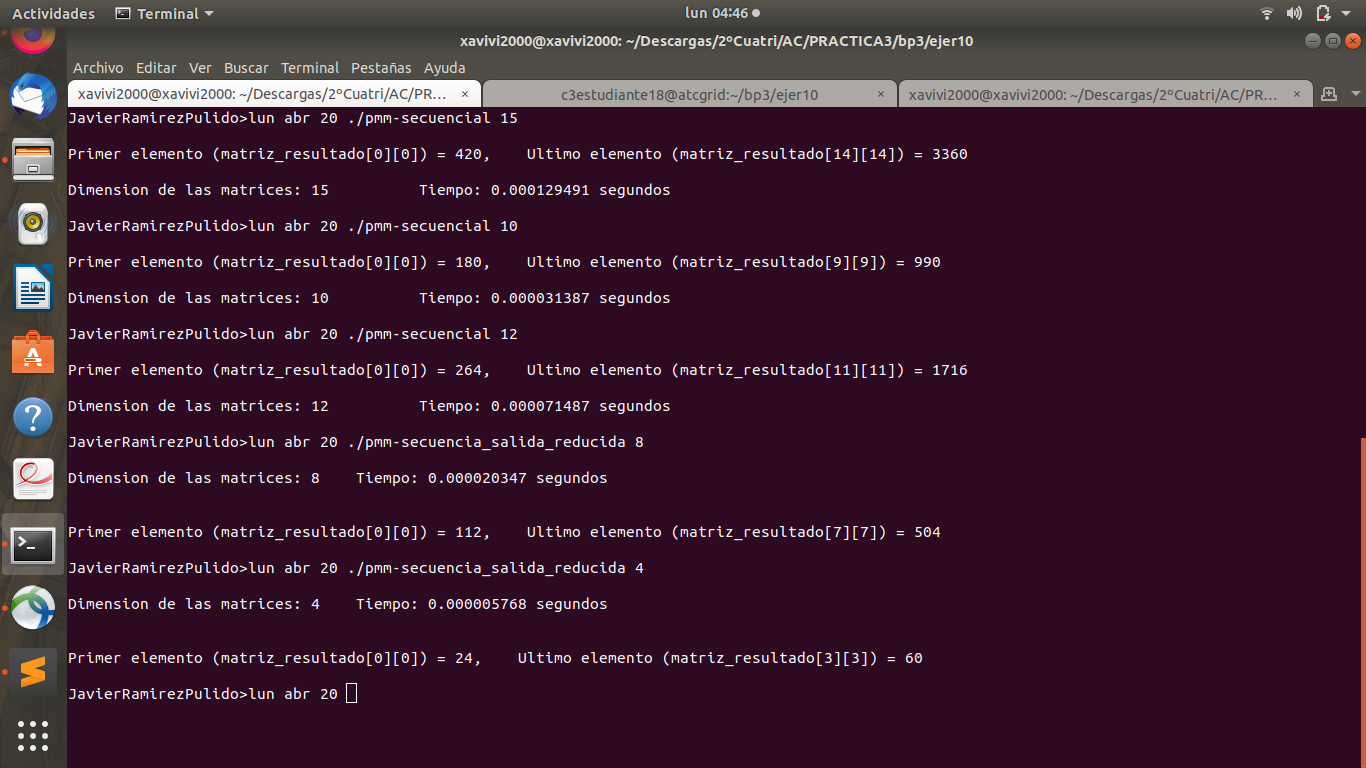 Actividades Terminal lun 04:46
xavivi2000@xavivi2000: ~/Descargas/2ºCuatri/AC/PRACTICA3/bp3/ejer10
Archivo Editar Ver Buscar Terminal Pestañas Ayuda
xavivi2000@xavivi2000: ~/Descargas/2ºCuatri/AC/PR... × c3estudiante18@atcgrid:~/bp3/ejer10 × xavivi2000@xavivi2000: ~/Descargas/2ºCuatri/AC/PR... ×
JavierRamirezPulido>lun abr 20 ./pmm-secuencial 15
Primer elemento (matriz_resultado[0][0]) = 420, Ultimo elemento (matriz_resultado[14][14]) = 3360
Dimension de las matrices: 15 Tiempo: 0.000129491 segundos
JavierRamirezPulido>lun abr 20 ./pmm-secuencial 10
Primer elemento (matriz_resultado[0][0]) = 180, Ultimo elemento (matriz_resultado[9][9]) = 990
Dimension de las matrices: 10 Tiempo: 0.000031387 segundos
JavierRamirezPulido>lun abr 20 ./pmm-secuencial 12
Primer elemento (matriz_resultado[0][0]) = 264, Ultimo elemento (matriz_resultado[11][11]) = 1716
Dimension de las matrices: 12 Tiempo: 0.000071487 segundos
JavierRamirezPulido>lun abr 20 ./pmm-secuencia_salida_reducida 8
Dimension de las matrices: 8 Tiempo: 0.000020347 segundos
Primer elemento (matriz_resultado[0][0]) = 112, Ultimo elemento (matriz_resultado[7][7]) = 504
JavierRamirezPulido>lun abr 20 ./pmm-secuencia_salida_reducida 4
Dimension de las matrices: 4 Tiempo: 0.000005768 segundos
Primer elemento (matriz_resultado[0][0]) = 24, Ultimo elemento (matriz_resultado[3][3]) = 60
JavierRamirezPulido>lun abr 20